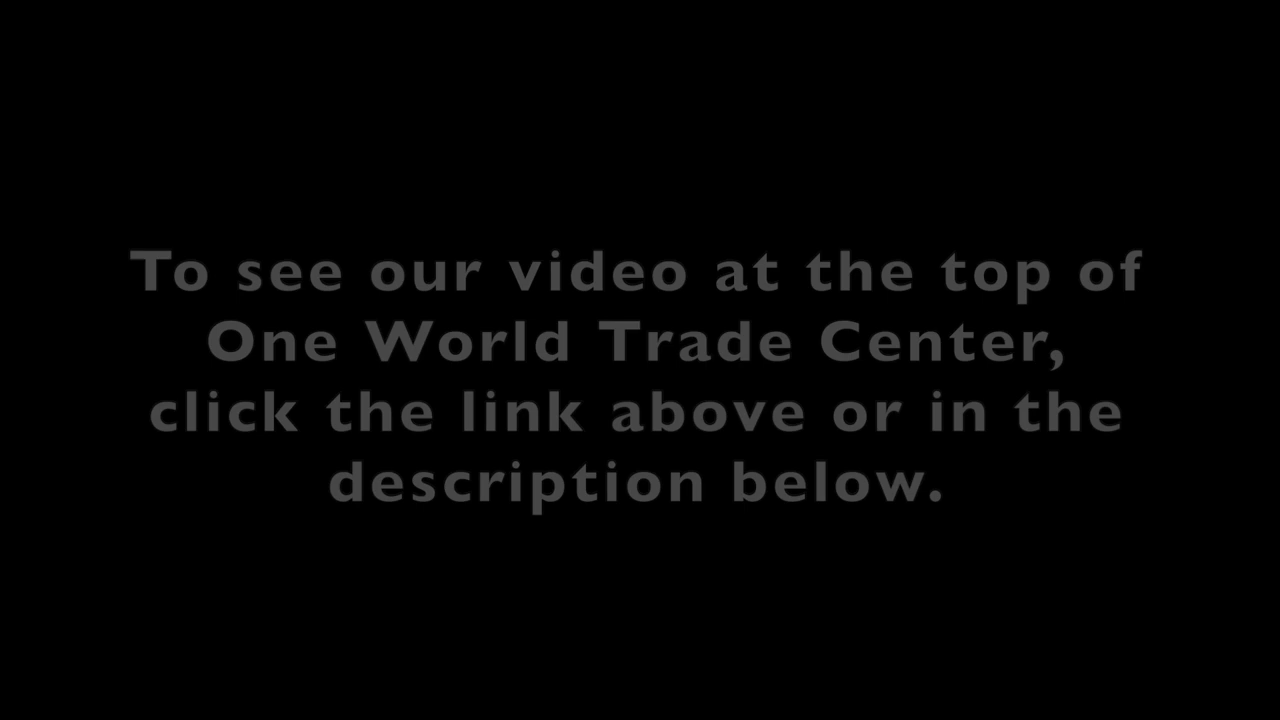 To see our video at the top of
One World Trade Center,
click the link above or in the
description below.